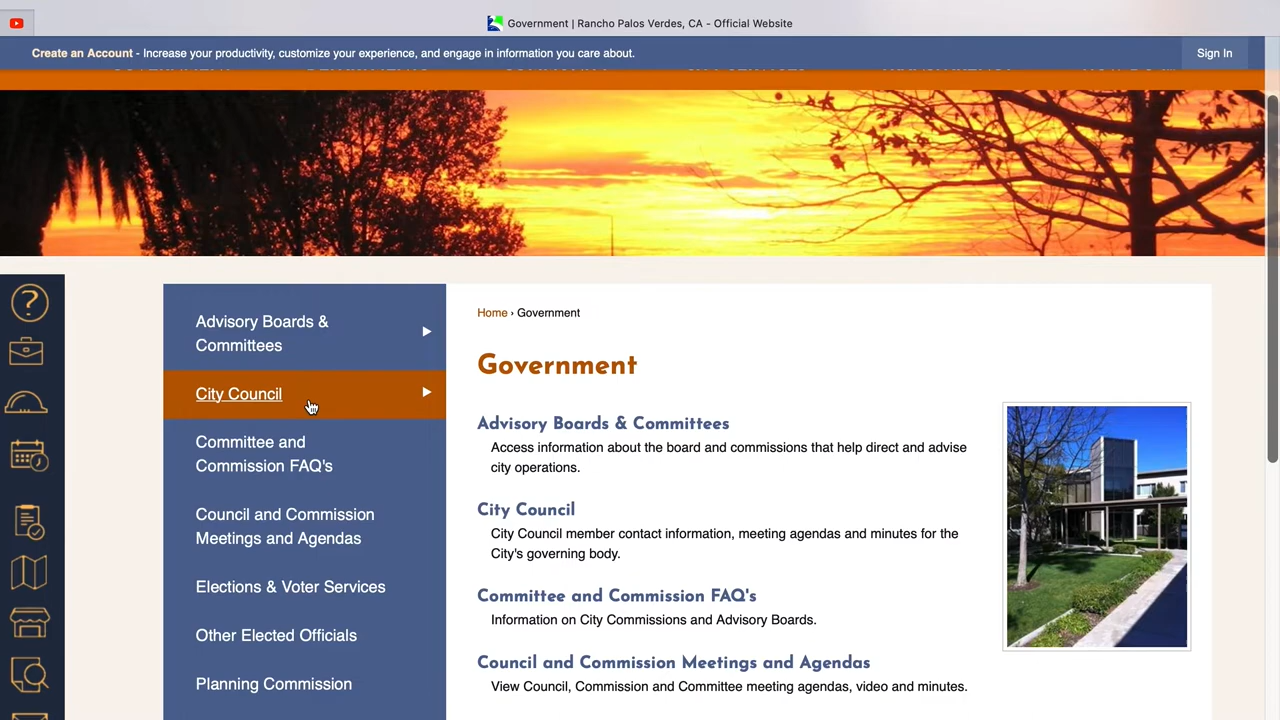 Government | Rancho Palos Verdes, CA - Official Website
Create an Account - Increase your productivity, customize your experience, and engage in information you care about.
Sign In
Advisory Boards &
Committees
City Council
Committee and
Commission FAQ's
Council and Commission
Meetings and Agendas
Elections & Voter Services
Other Elected Officials
Planning Commission
Home › Government
Government
Advisory Boards & Committees
Access information about the board and commissions that help direct and advise
city operations.
City Council
City Council member contact information, meeting agendas and minutes for the
City's governing body.
Committee and Commission FAQ's
Information on City Commissions and Advisory Boards.
Council and Commission Meetings and Agendas
View Council, Commission and Committee meeting agendas, video and minutes.